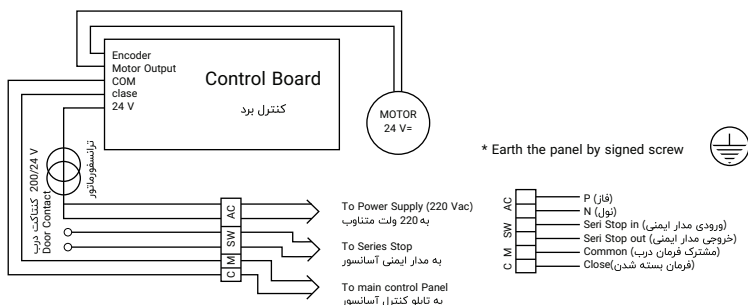 Encoder
Motor Output
COM
clase
24 V
Control Board
کنترل برد
MOTOR
24 V=
* Earth the panel by signed screw
200/24 V
ترانسفورماتور
کنتاکت درب
Door Contact
AC
SW
M
C
To Power Supply (220 Vac)
به 220 ولت متناوب
To Series Stop
به مدار ایمنی آسانسور
To main control Panel
به تابلو کنترل آسانسور
AC
SW
M
C
P (فاز)
N (نول)
Seri Stop in (ورودی مدار ایمنی)
Seri Stop out (خروجی مدار ایمنی)
Common (مشترک فرمان درب)
Close(فرمان بسته شدن)